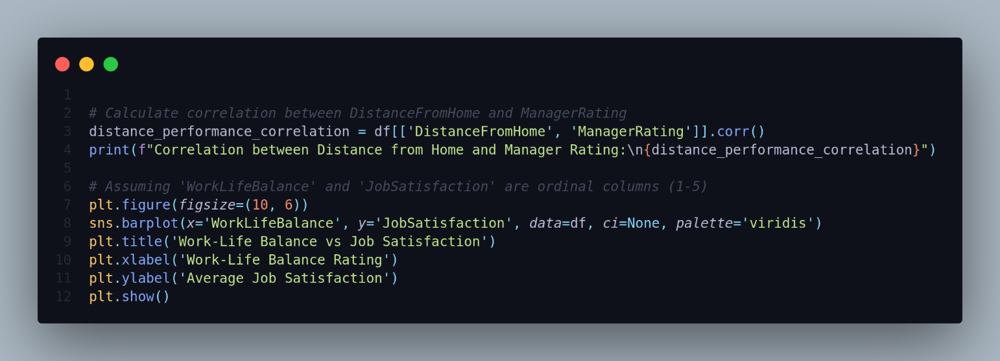 1
2 # Calculate correlation between DistanceFromHome and ManagerRating
3 distance_performance_correlation = df[['DistanceFromHome', 'ManagerRating']].corr()
4 print(f"Correlation between Distance from Home and Manager Rating:\n{distance_performance_correlation}")
5
6 # Assuming 'WorkLifeBalance' and 'JobSatisfaction' are ordinal columns (1-5)
7 plt.figure(figsize=(10, 6))
8 sns.barplot(x='WorkLifeBalance', y='JobSatisfaction', data=df, ci=None, palette='viridis')
9 plt.title('Work-Life Balance vs Job Satisfaction')
10 plt.xlabel('Work-Life Balance Rating')
11 plt.ylabel('Average Job Satisfaction')
12 plt.show()